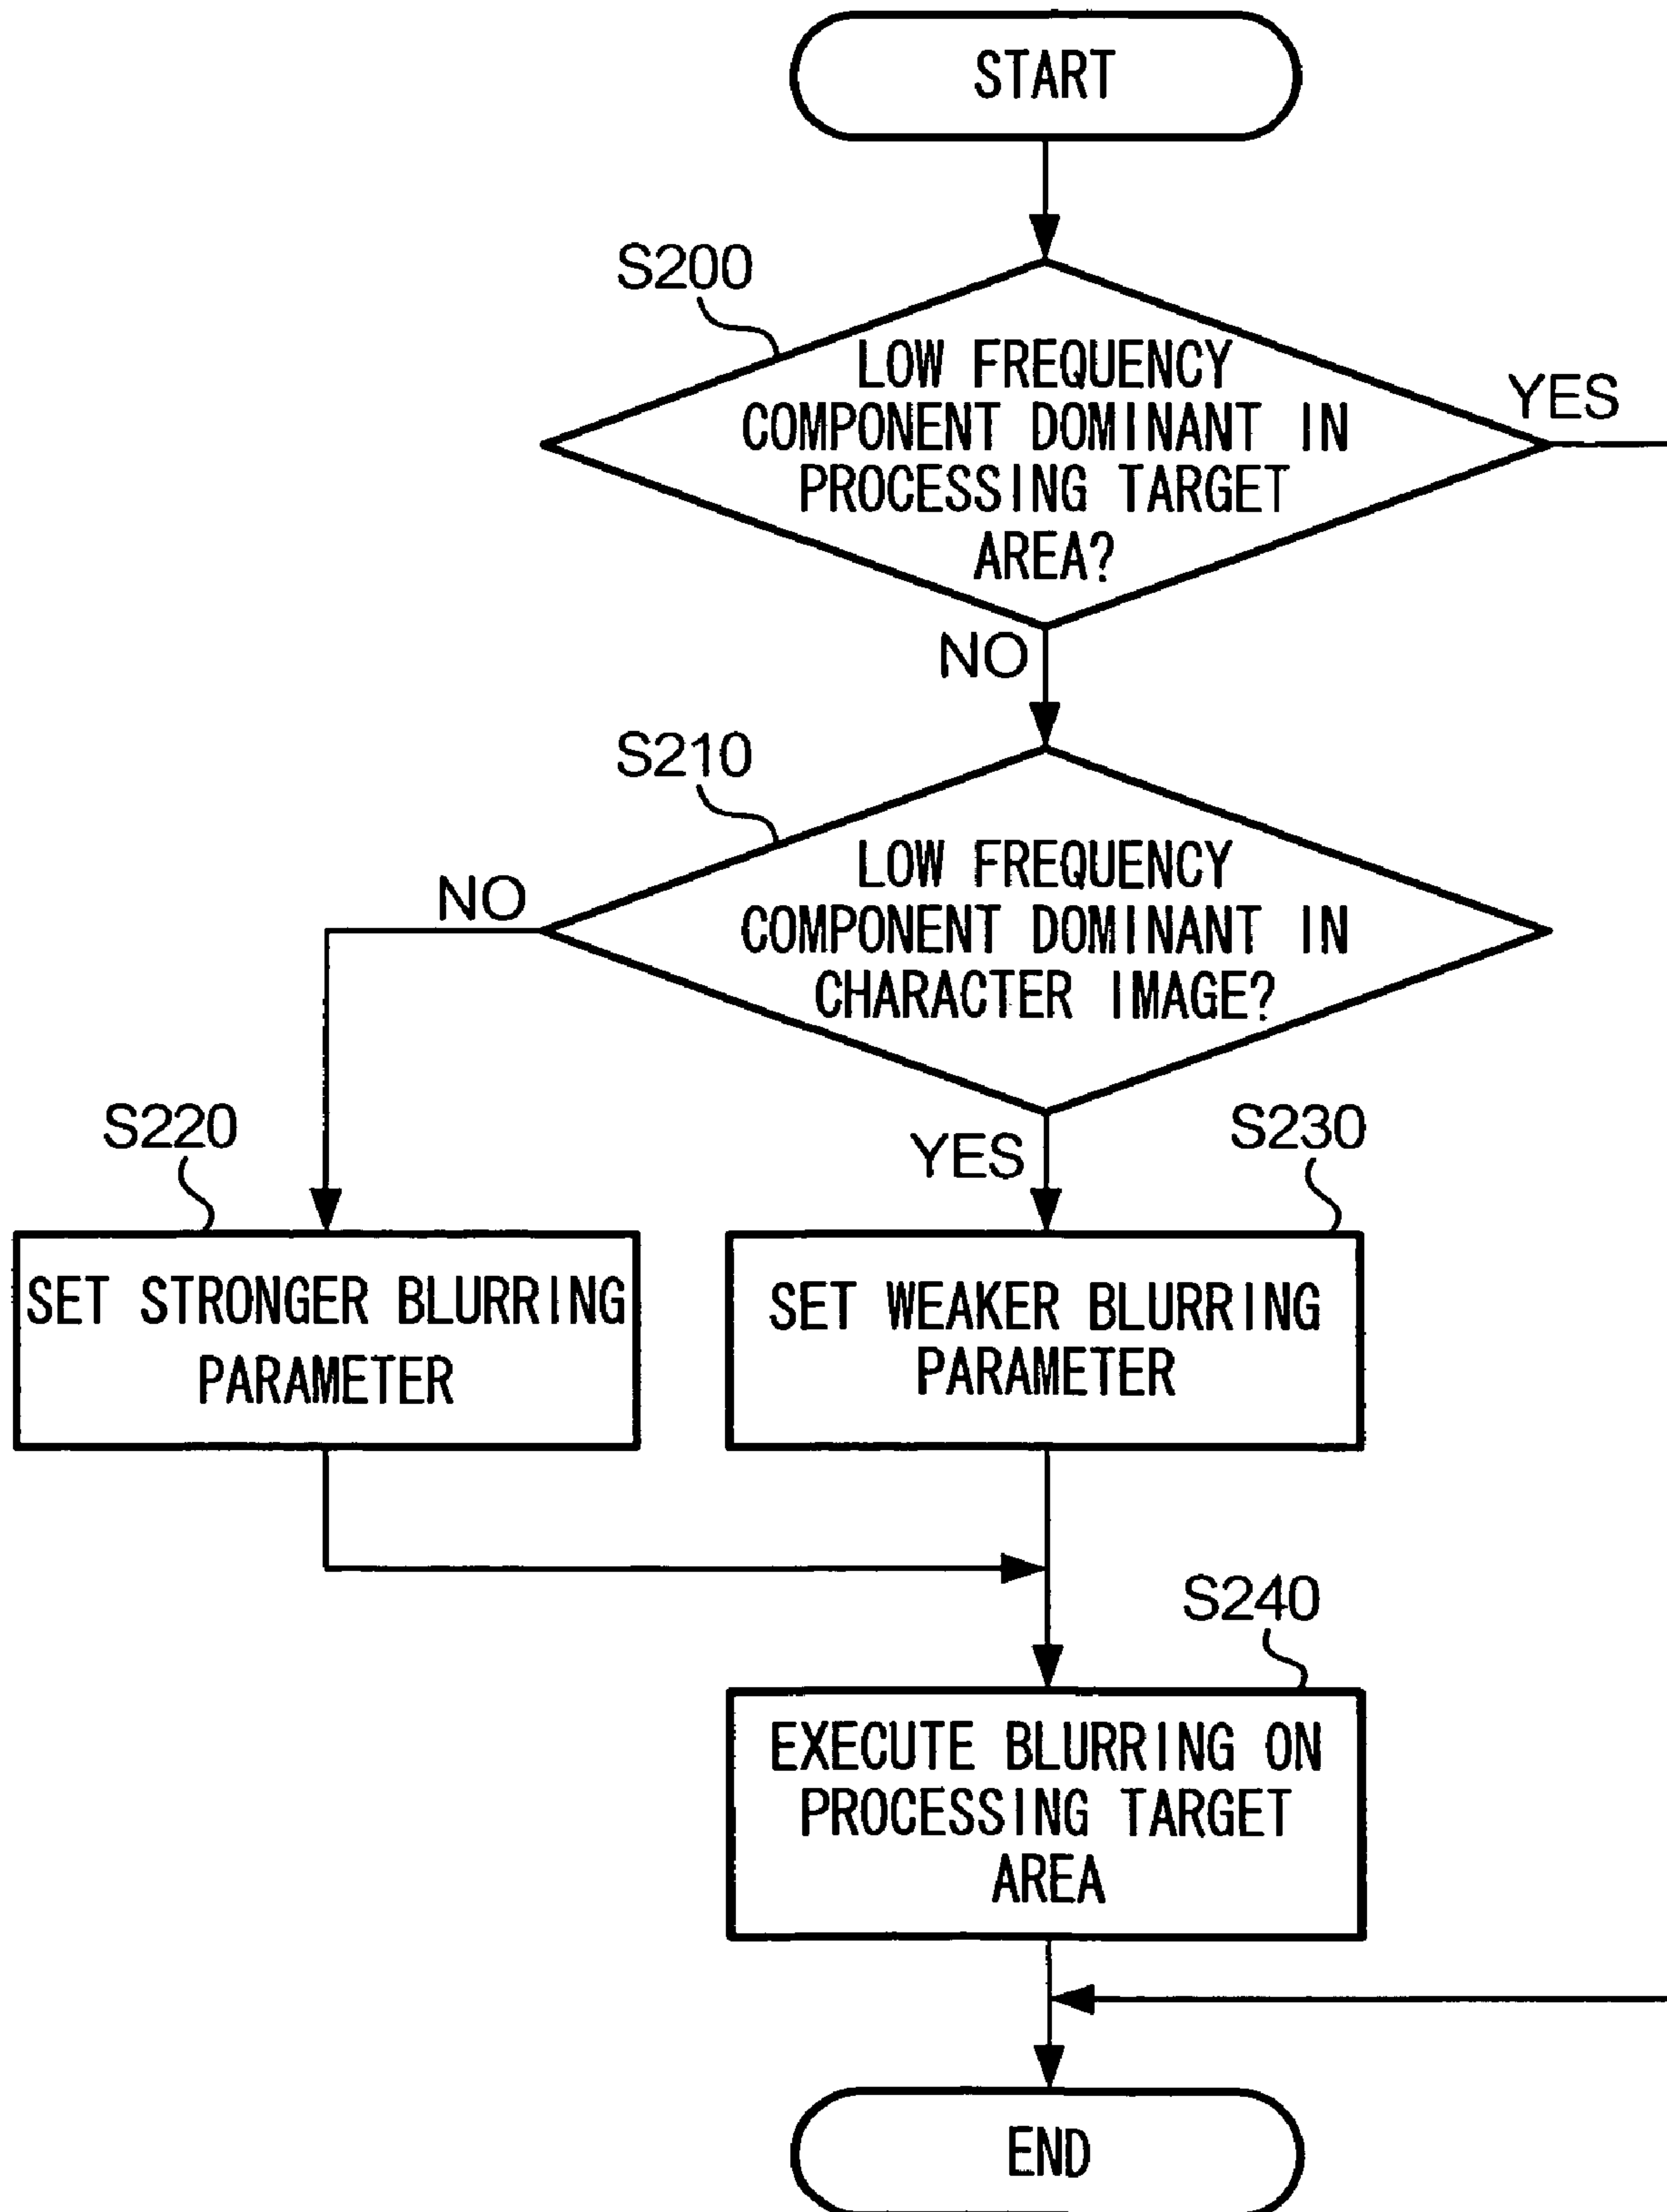 START
S200
LOW FREQUENCY
COMPONENT DOMINANT IN
PROCESSING TARGET
AREA?
YES
NO
S210
LOW FREQUENCY
COMPONENT DOMINANT IN
CHARACTER IMAGE?
NO
YES
S220
SET STRONGER BLURRING
PARAMETER
S230
SET WEAKER BLURRING
PARAMETER
S240
EXECUTE BLURRING ON
PROCESSING TARGET
AREA
END